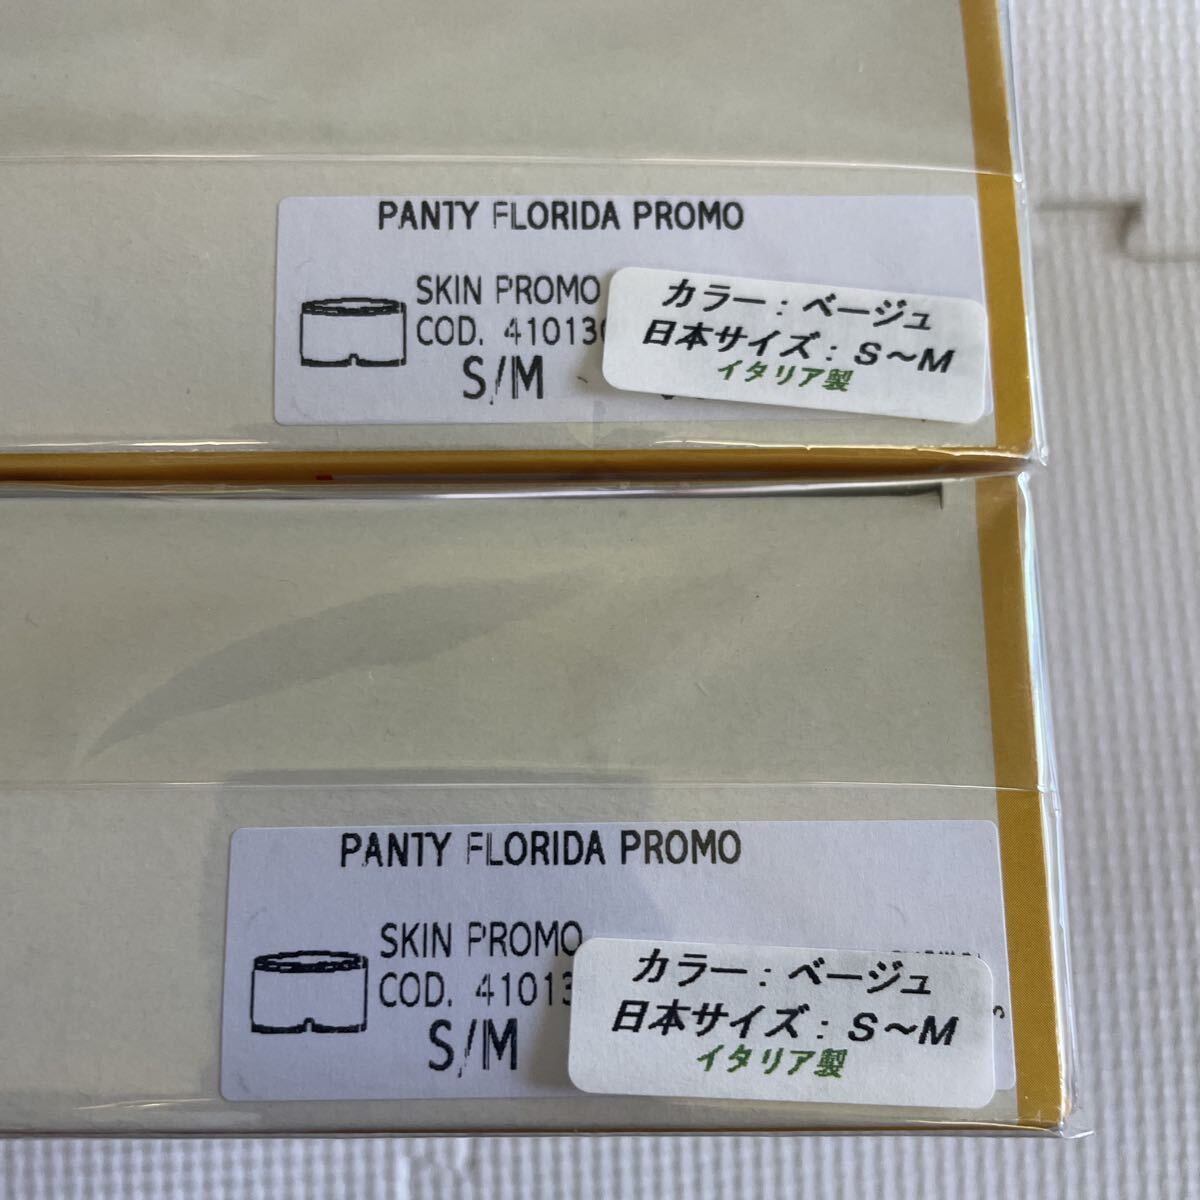 PANTY FLORIDA PROMO
SKIN PROMO
COD. 410130
S/M
カラー：ベージュ
日本サイズ：S～M
イタリア製
PANTY FLORIDA PROMO
SKIN PROMO
COD. 41013
S/M
カラー：ベージュ
日本サイズ：S～M
イタリア製